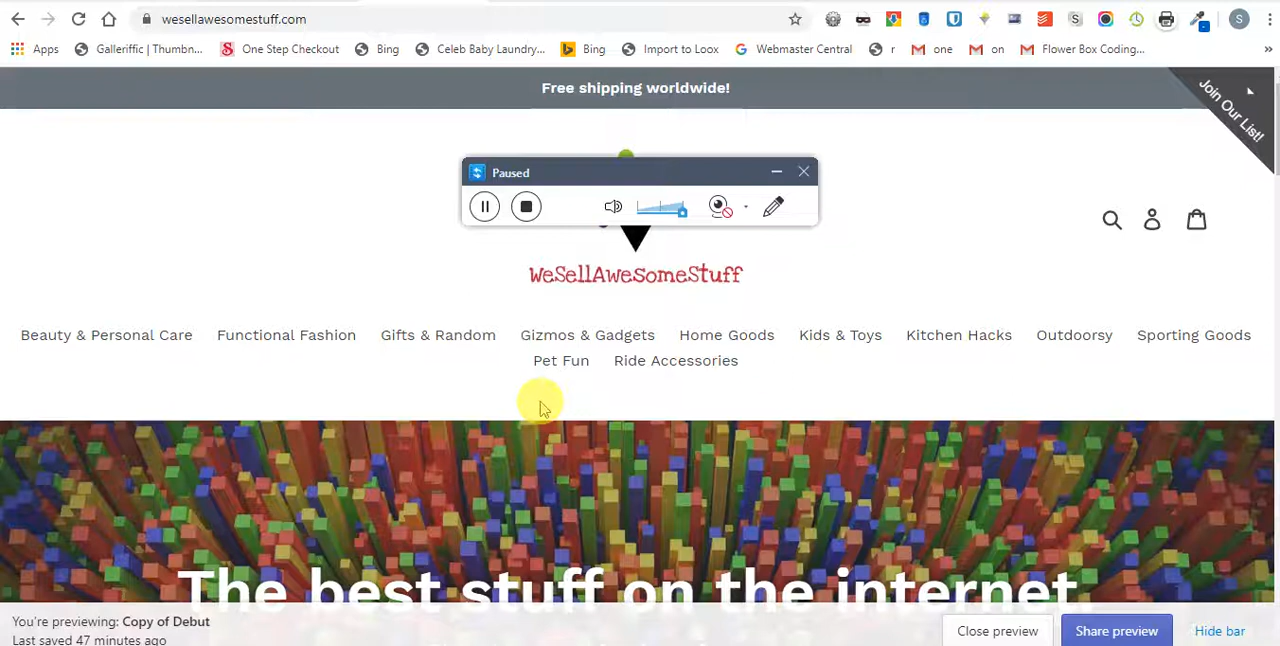 wesellawesomestuff.com
Apps Galleriffic | Thumbn... One Step Checkout Bing Celeb Baby Laundry... Bing Import to Loxx Webmaster Central r one on Flower Box Coding... »
Free shipping worldwide!
Join Our List!
Paused
WeSellAwesomeStuff
Beauty & Personal Care Functional Fashion Gifts & Random Gizmos & Gadgets Home Goods Kids & Toys Kitchen Hacks Outdoorsy Sporting Goods
Pet Fun Ride Accessories
The best stuff on the internet.
You're previewing: Copy of Debut
Last saved 47 minutes ago
Close preview Share preview Hide bar